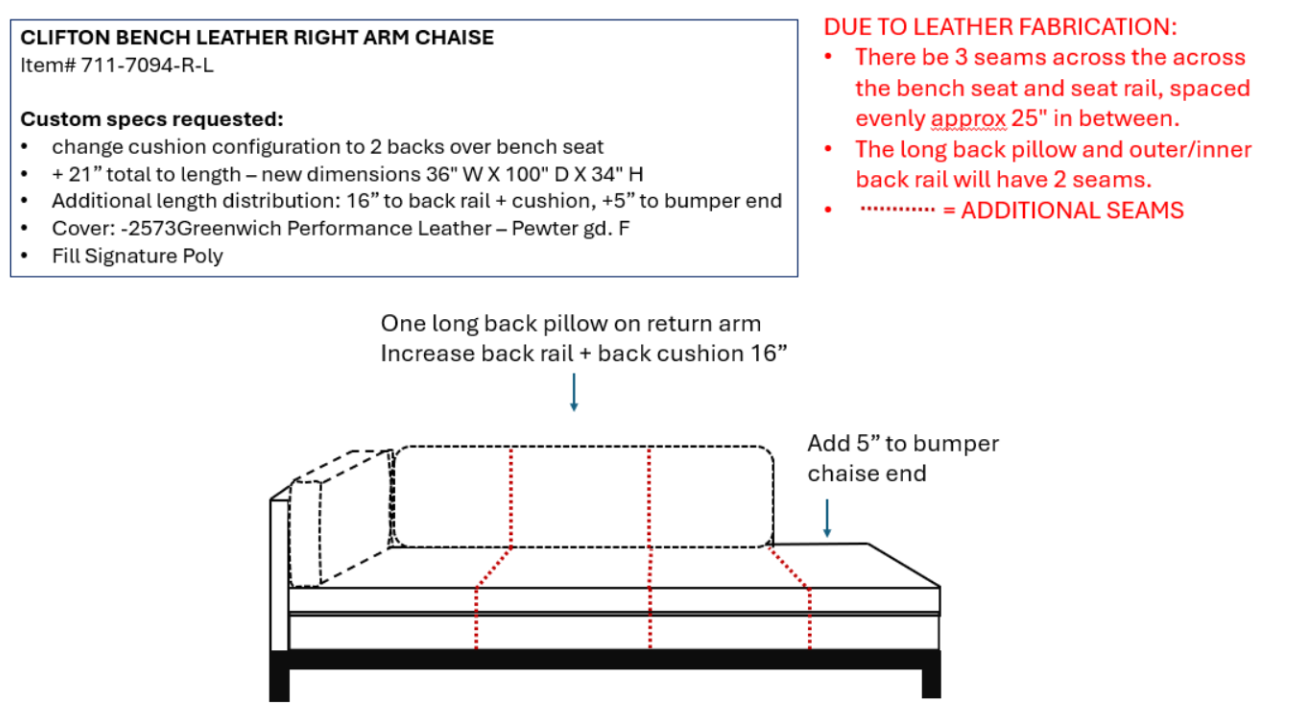 CLIFTON BENCH LEATHER RIGHT ARM CHAISE
Item# 711-7094-R-L
Custom specs requested:
• change cushion configuration to 2 backs over bench seat
• + 21” total to length – new dimensions 36" W X 100" D X 34" H
• Additional length distribution: 16” to back rail + cushion, +5” to bumper end
• Cover: -2573Greenwich Performance Leather – Pewter gd. F
• Fill Signature Poly
DUE TO LEATHER FABRICATION:
• There be 3 seams across the across
the bench seat and seat rail, spaced
evenly approx 25" in between.
• The long back pillow and outer/inner
back rail will have 2 seams.
• ............ = ADDITIONAL SEAMS
One long back pillow on return arm
Increase back rail + back cushion 16”
Add 5” to bumper
chaise end